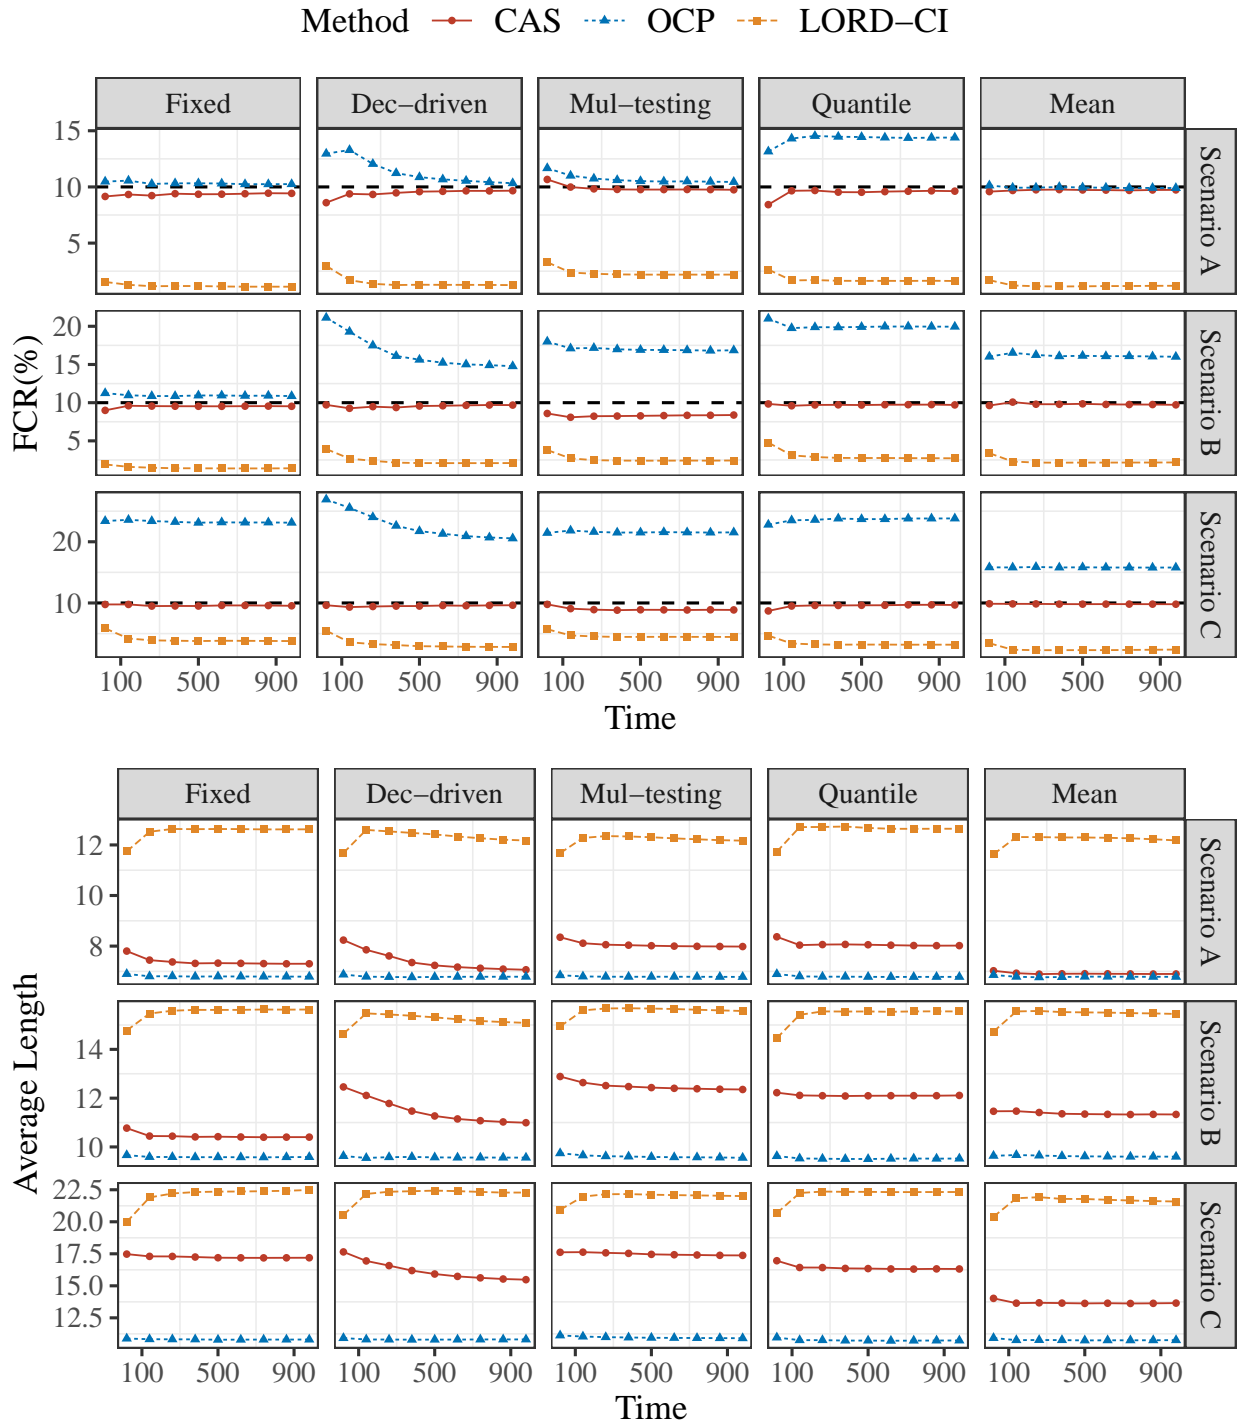 Method CAS OCP LORD−CI
Fixed Dec−driven Mul−testing Quantile Mean
15
10
5
Scenario A
20
15
10
5
Scenario B
20
10
Scenario C
FCR(%)
100 500 900 100 500 900 100 500 900 100 500 900 100 500 900
Time
Fixed Dec−driven Mul−testing Quantile Mean
12
10
8
Scenario A
14
12
10
Scenario B
22.5
20.0
17.5
15.0
12.5
Scenario C
Average Length
100 500 900 100 500 900 100 500 900 100 500 900 100 500 900
Time